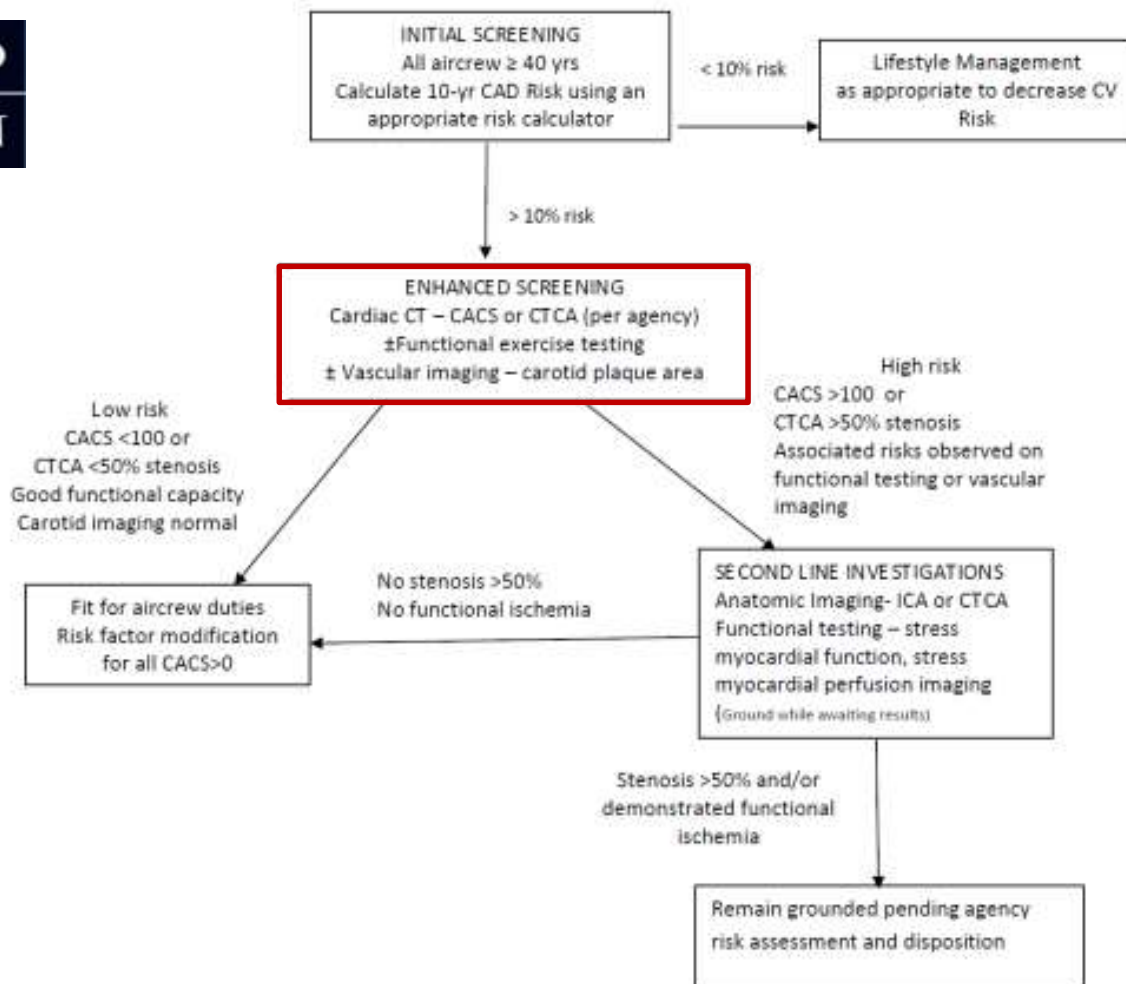 INITIAL SCREENING
All aircrew ≥ 40 yrs
Calculate 10-yr CAD Risk using an
appropriate risk calculator
< 10% risk
Lifestyle Management
as appropriate to decrease CV
Risk
> 10% risk
ENHANCED SCREENING
Cardiac CT – CACS or CTCA (per agency)
±Functional exercise testing
± Vascular imaging – carotid plaque area
Low risk
CACS <100 or
CTCA <50% stenosis
Good functional capacity
Carotid imaging normal
High risk
CACS >100 or
CTCA >50% stenosis
Associated risks observed on
functional testing or vascular
imaging
Fit for aircrew duties
Risk factor modification
for all CACS>0
No stenosis >50%
No functional ischemia
SECOND LINE INVESTIGATIONS
Anatomic Imaging- ICA or CTCA
Functional testing – stress
myocardial function, stress
myocardial perfusion imaging
(Ground while awaiting results)
Stenosis >50% and/or
demonstrated functional
ischemia
Remain grounded pending agency
risk assessment and disposition